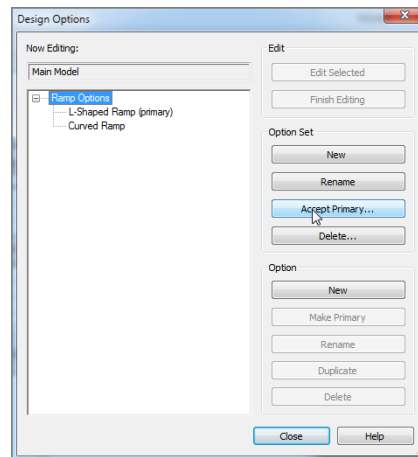 Design Options
Now Editing:
Main Model
Ramp Options
L-Shaped Ramp (primary)
Curved Ramp
Edit
Edit Selected
Finish Editing
Option Set
New
Rename
Accept Primary...
Delete...
Option
New
Make Primary
Rename
Duplicate
Delete
Close
Help